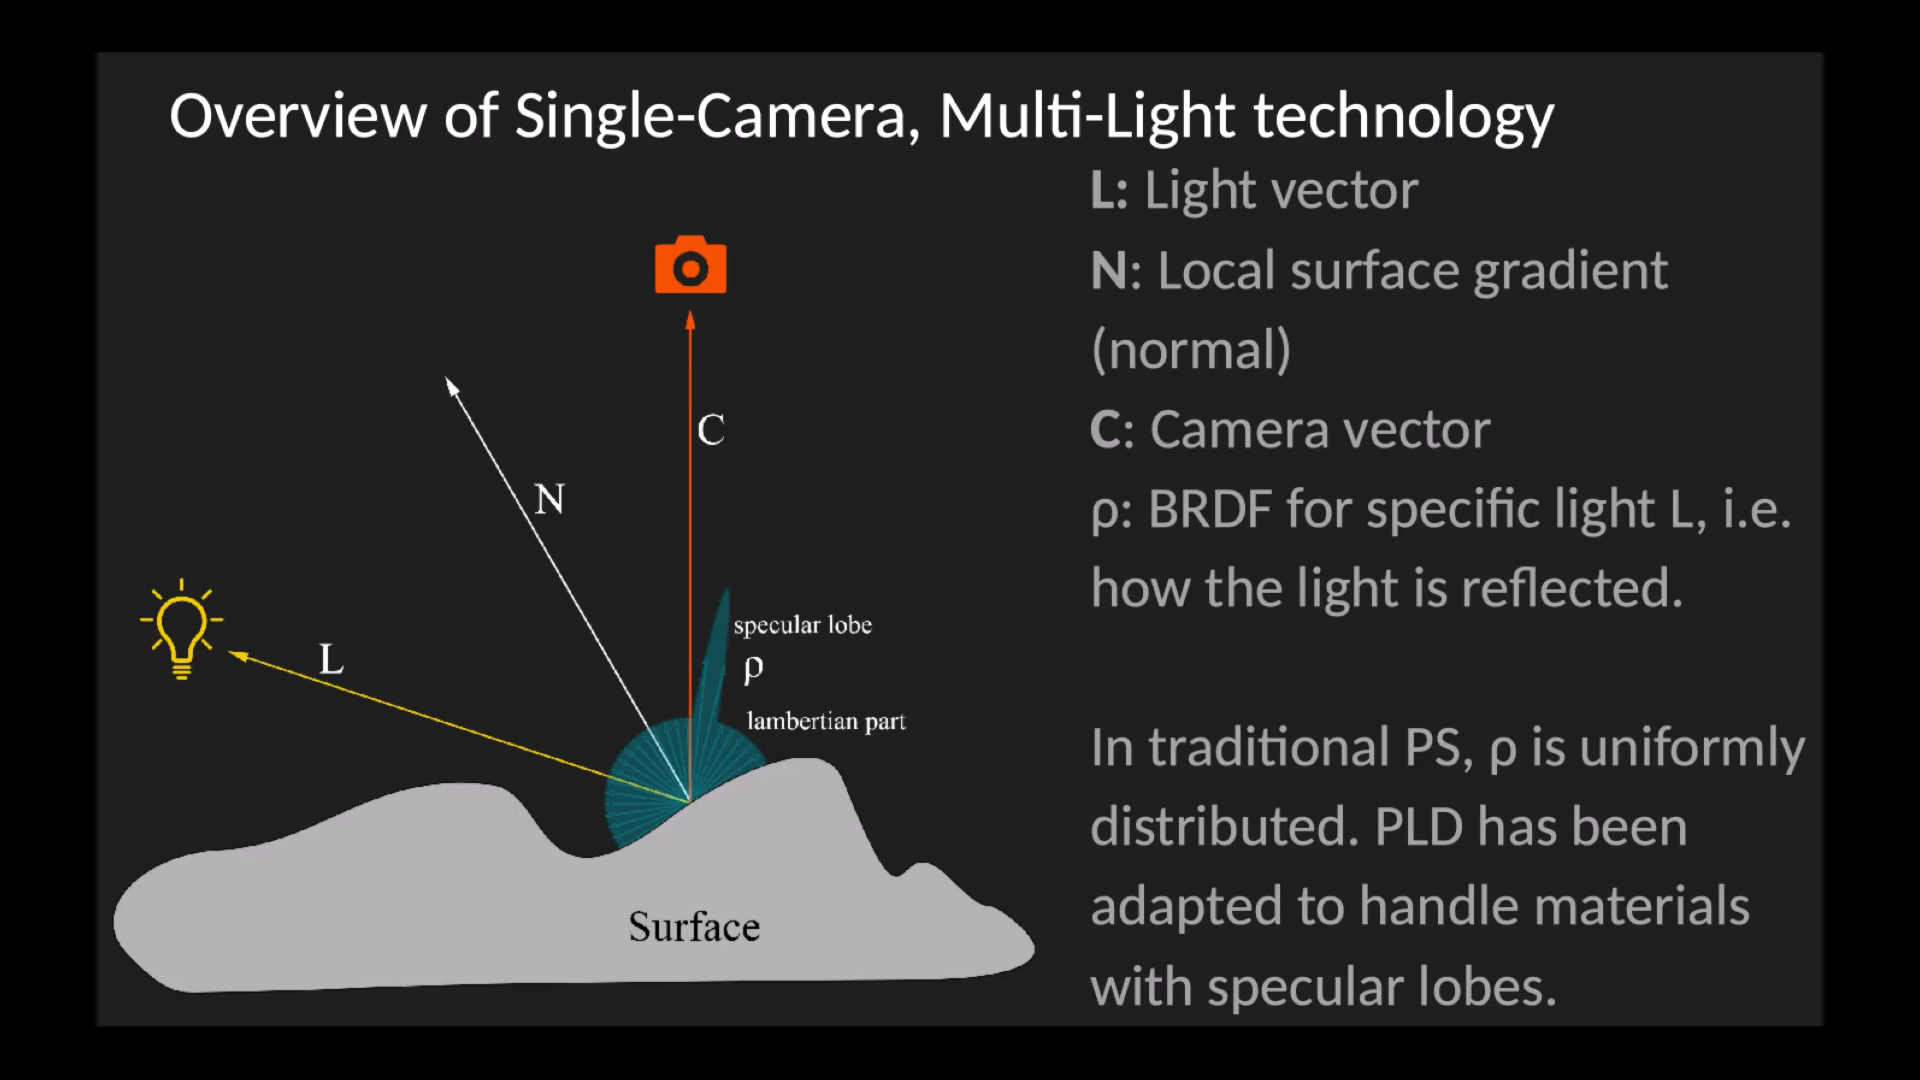 Overview of Single-Camera, Multi-Light technology
L: Light vector
N: Local surface gradient
(normal)
C: Camera vector
ρ: BRDF for specific light L, i.e.
how the light is reflected.
In traditional PS, ρ is uniformly
distributed. PLD has been
adapted to handle materials
with specular lobes.
C
N
L
specular lobe
ρ
lambertian part
Surface